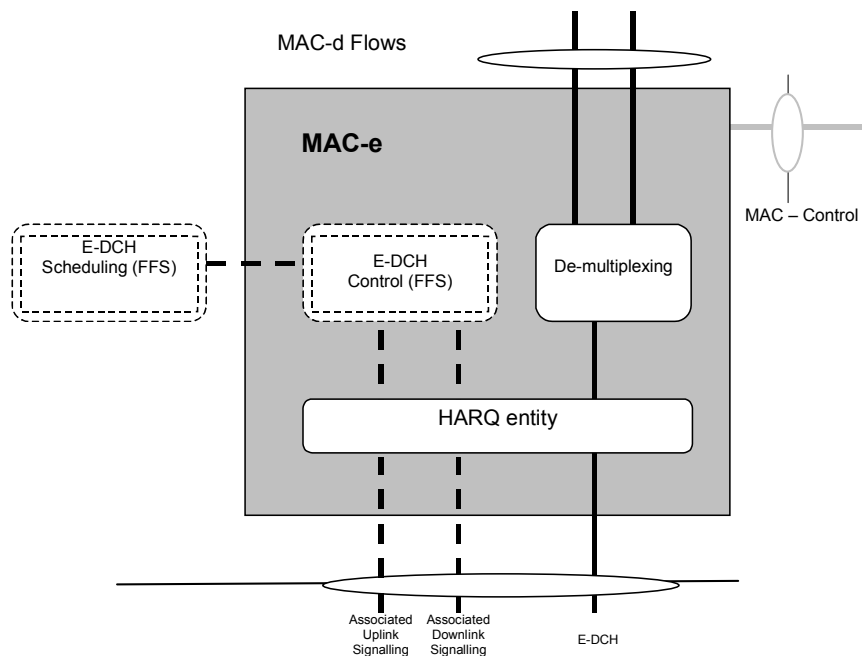 MAC-d Flows
MAC-e
MAC – Control
E-DCH
Scheduling (FFS)
E-DCH
Control (FFS)
De-multiplexing
HARQ entity
Associated
Uplink
Signalling
Associated
Downlink
Signalling
E-DCH